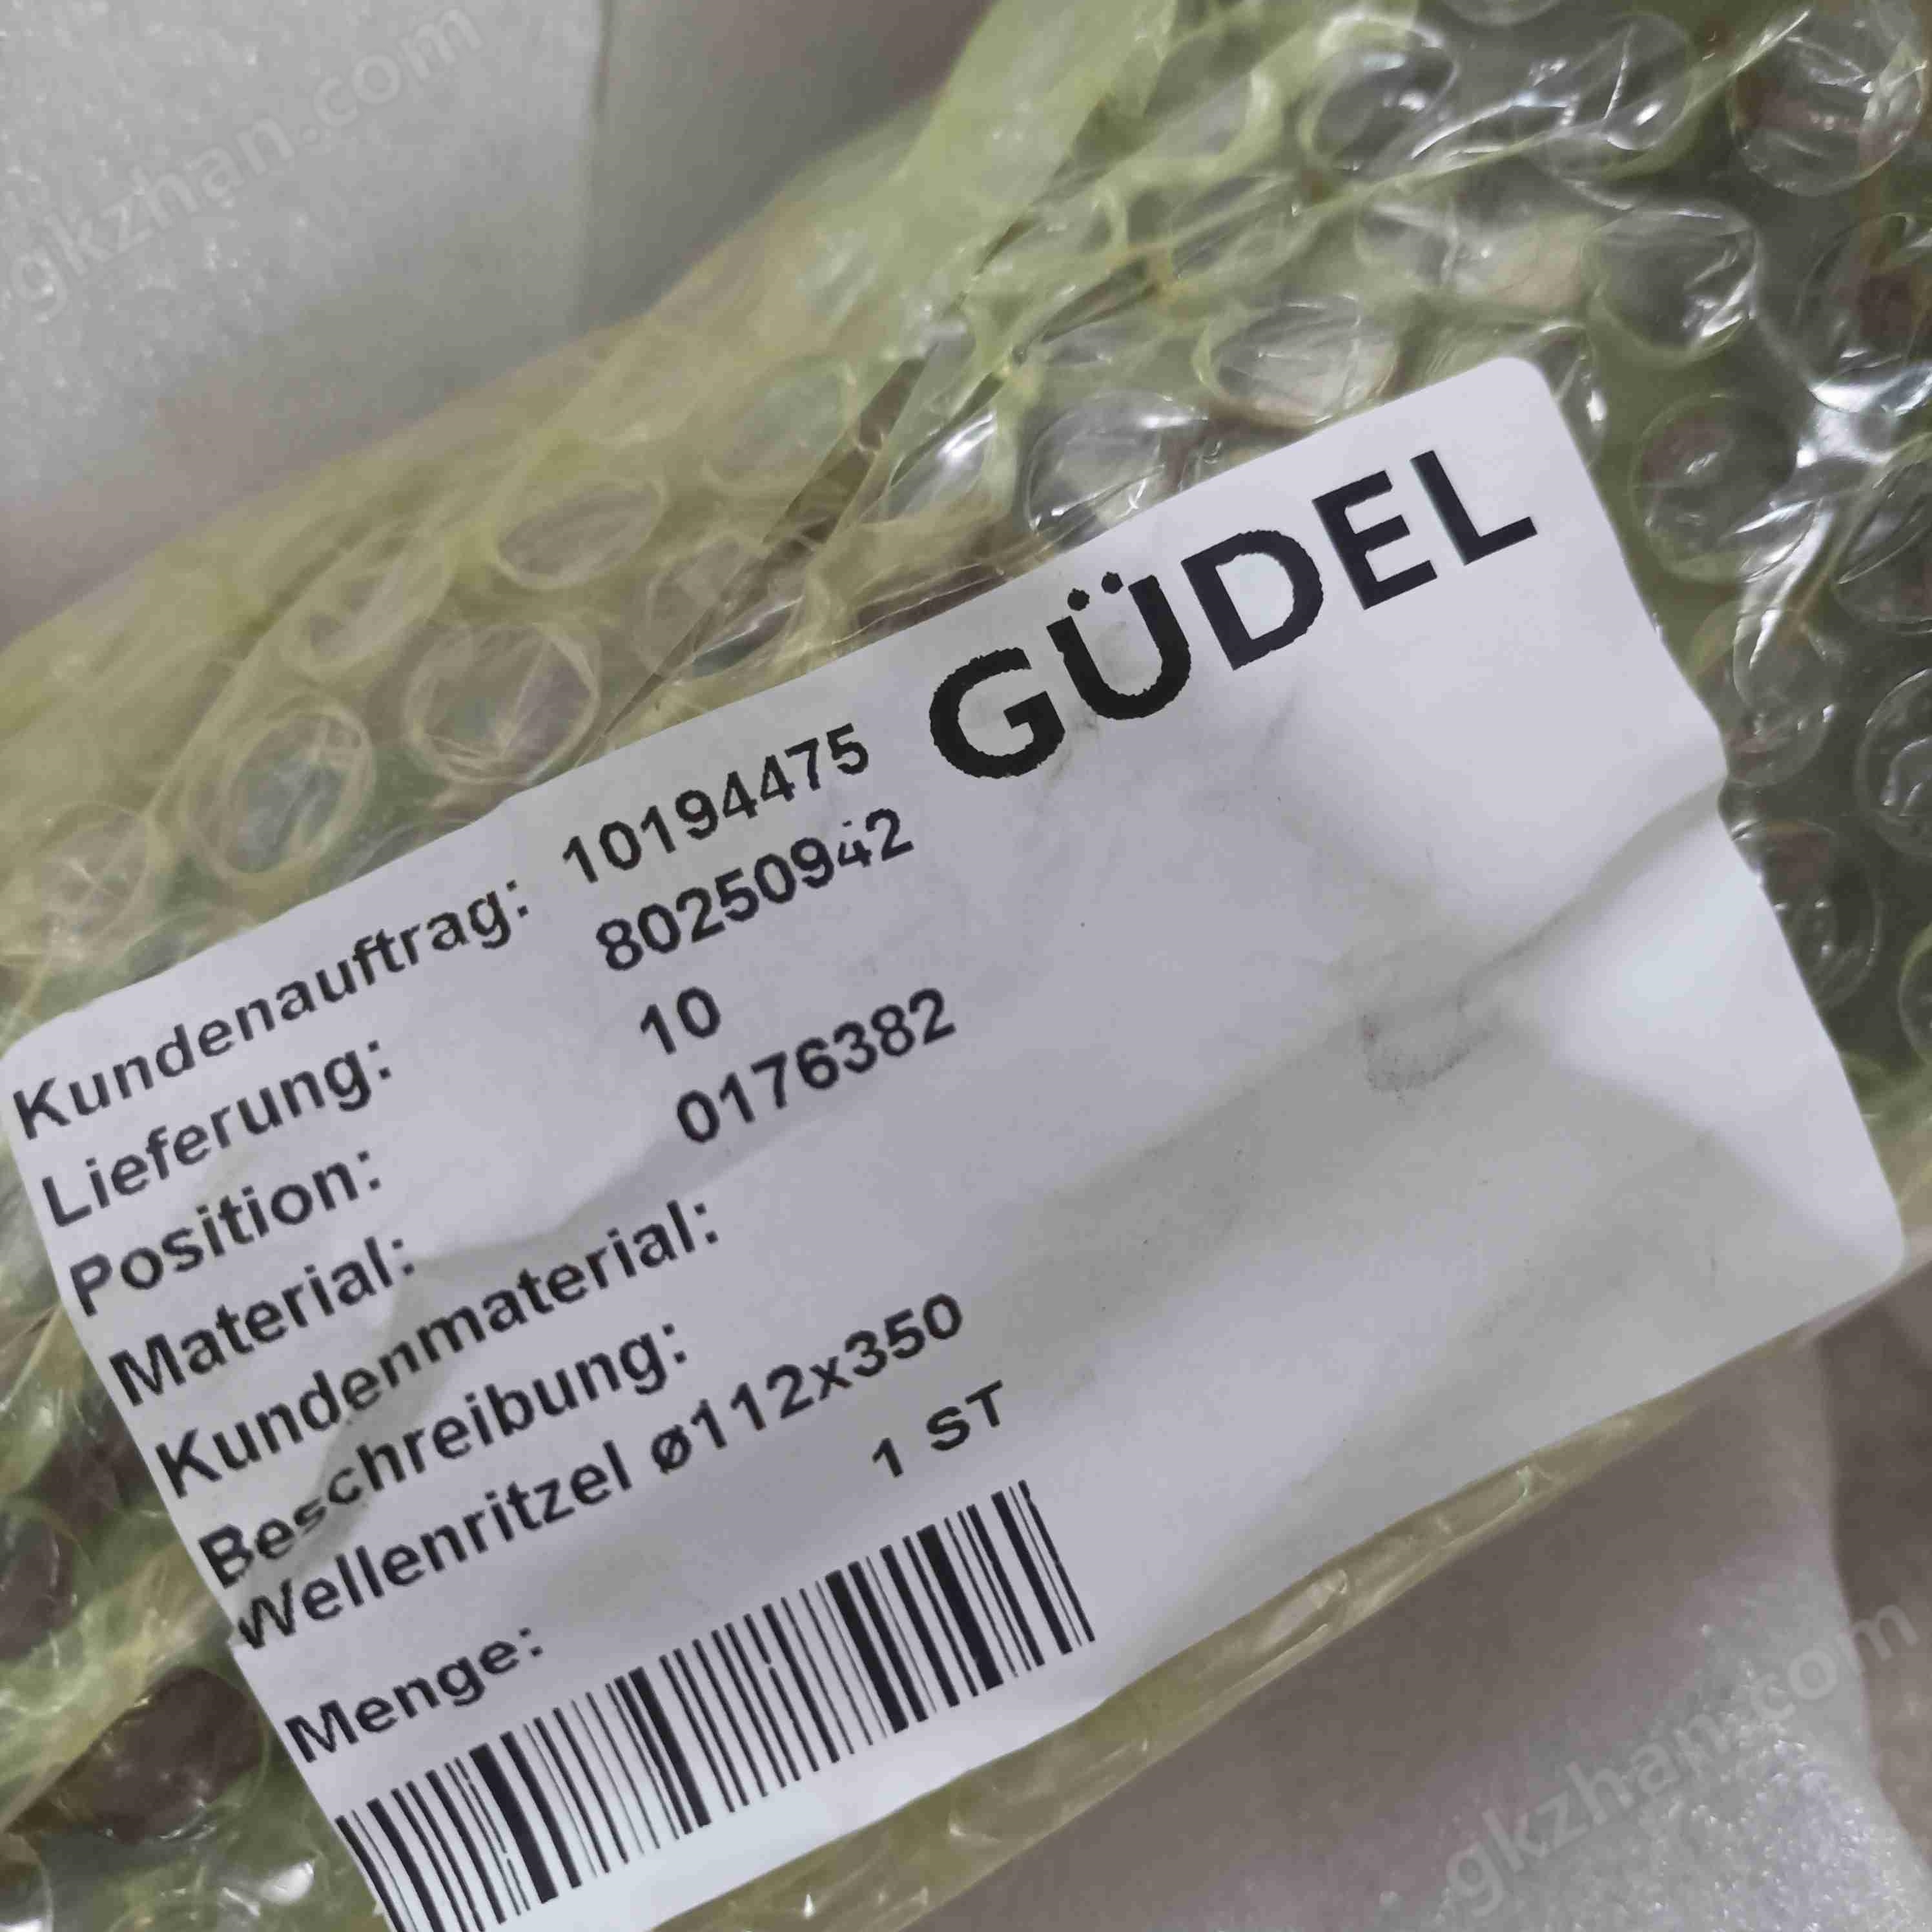 gkzhan.com
GÜDEL
Kundenauftrag: 10194475
Lieferung: 80250942
Position: 10
Material: 0176382
Kundenmaterial:
Beschreibung:
Wellenritzel ø112x350
Menge: 1 ST
gkzhan.com